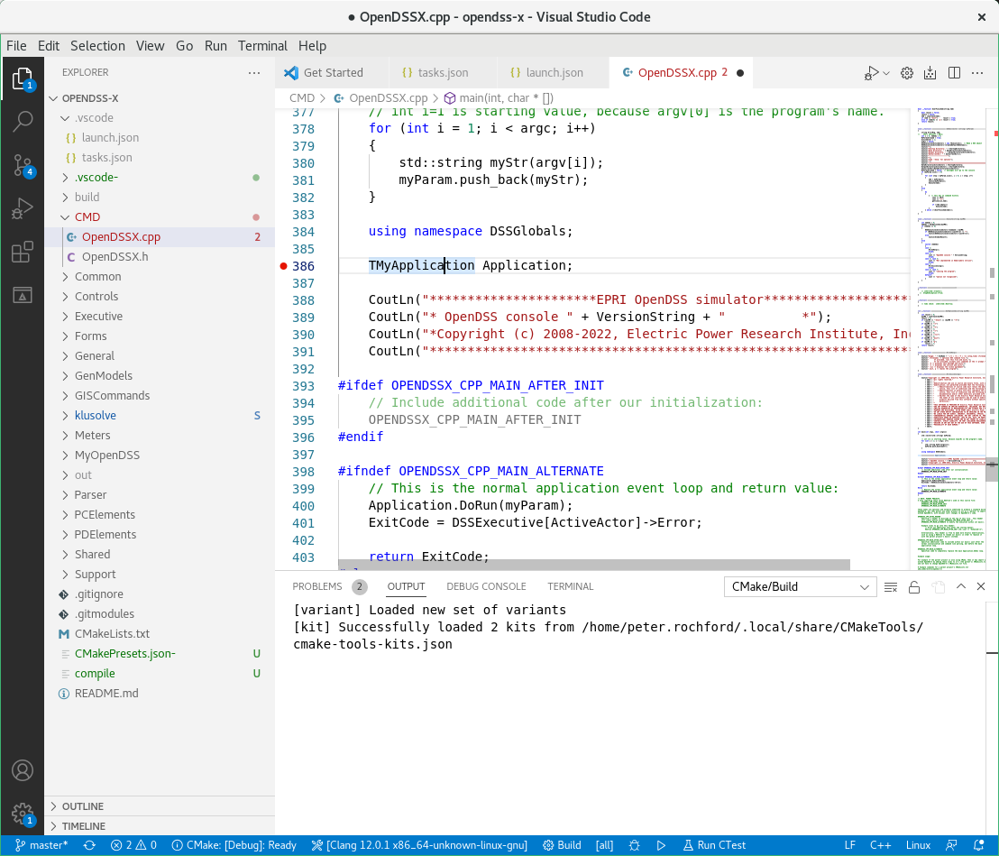 ● OpenDSSX.cpp - opendss-x - Visual Studio Code
File Edit Selection View Go Run Terminal Help
EXPLORER
OPENDSS-X
.vscode
launch.json
tasks.json
.vscode-
build
CMD
OpenDSSX.cpp 2
OpenDSSX.h
Common
Controls
Executive
Forms
General
GenModels
GISCommands
klusolve S
Meters
MyOpenDSS
out
Parser
PCElements
PDElements
Shared
Support
.gitignore
.gitmodules
CMakeLists.txt
CMakePresets.json- U
compile U
README.md
OUTLINE
TIMELINE
1
4
1
Get Started tasks.json launch.json OpenDSSX.cpp 2 ●
CMD > OpenDSSX.cpp > main(int, char * [])
377 // int i=1 is starting value, because argv[0] is the program's name.
378 for (int i = 1; i < argc; i++)
379 {
380 std::string myStr(argv[i]);
381 myParam.push_back(myStr);
382 }
383
384 using namespace DSSGlobals;
385
386 TMyApplication Application;
387
388 CoutLn("**********************EPRI OpenDSS simulator********************
389 CoutLn("* OpenDSS console " + VersionString + "          *");
390 CoutLn("*Copyright (c) 2008-2022, Electric Power Research Institute, Inc
391 CoutLn("****************************************************************
392
393 #ifdef OPENDSSX_CPP_MAIN_AFTER_INIT
394 // Include additional code after our initialization:
395 OPENDSSX_CPP_MAIN_AFTER_INIT
396 #endif
397
398 #ifndef OPENDSSX_CPP_MAIN_ALTERNATE
399 // This is the normal application event loop and return value:
400 Application.DoRun(myParam);
401 ExitCode = DSSExecutive[ActiveActor]->Error;
402
403 return ExitCode;
PROBLEMS 2 OUTPUT DEBUG CONSOLE TERMINAL CMake/Build
[variant] Loaded new set of variants
[kit] Successfully loaded 2 kits from /home/peter.rochford/.local/share/CMakeTools/
cmake-tools-kits.json
master* 2 0 CMake: [Debug]: Ready [Clang 12.0.1 x86_64-unknown-linux-gnu] Build [all] Run CTest LF C++ Linux